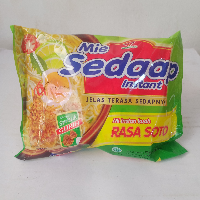 Mie
Sedaap
instant
JELAS TERASA SEDAPNYA
RASA SOTO